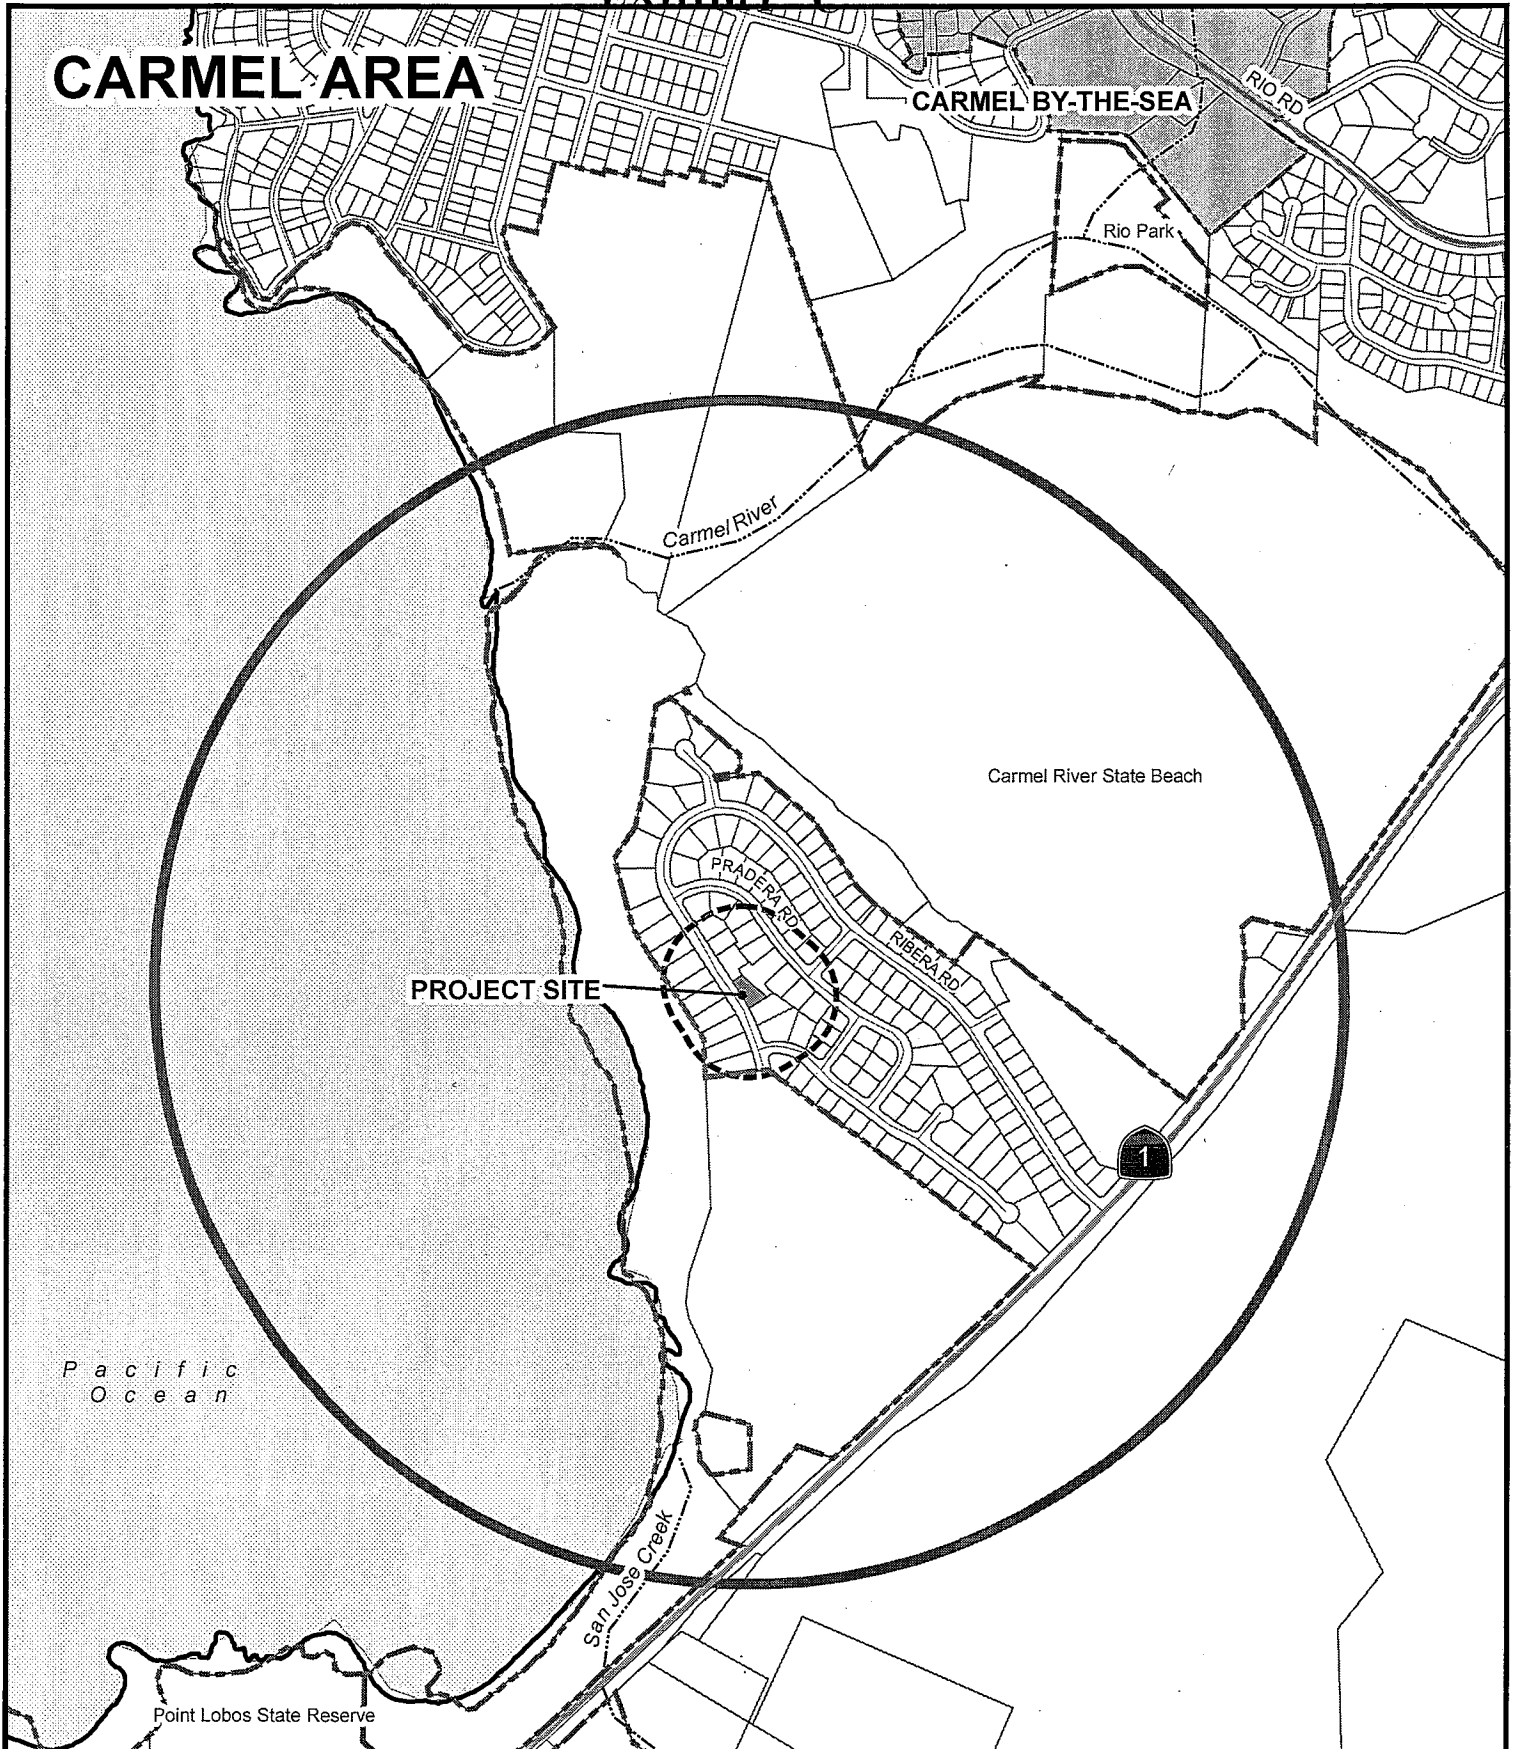 CARMEL AREA
CARMEL BY-THE-SEA
RIO RD
Rio Park
Carmel River
Carmel River State Beach
PRADERA RD
RIBERA RD
PROJECT SITE
1
Pacific
Ocean
San Jose Creek
Point Lobos State Reserve